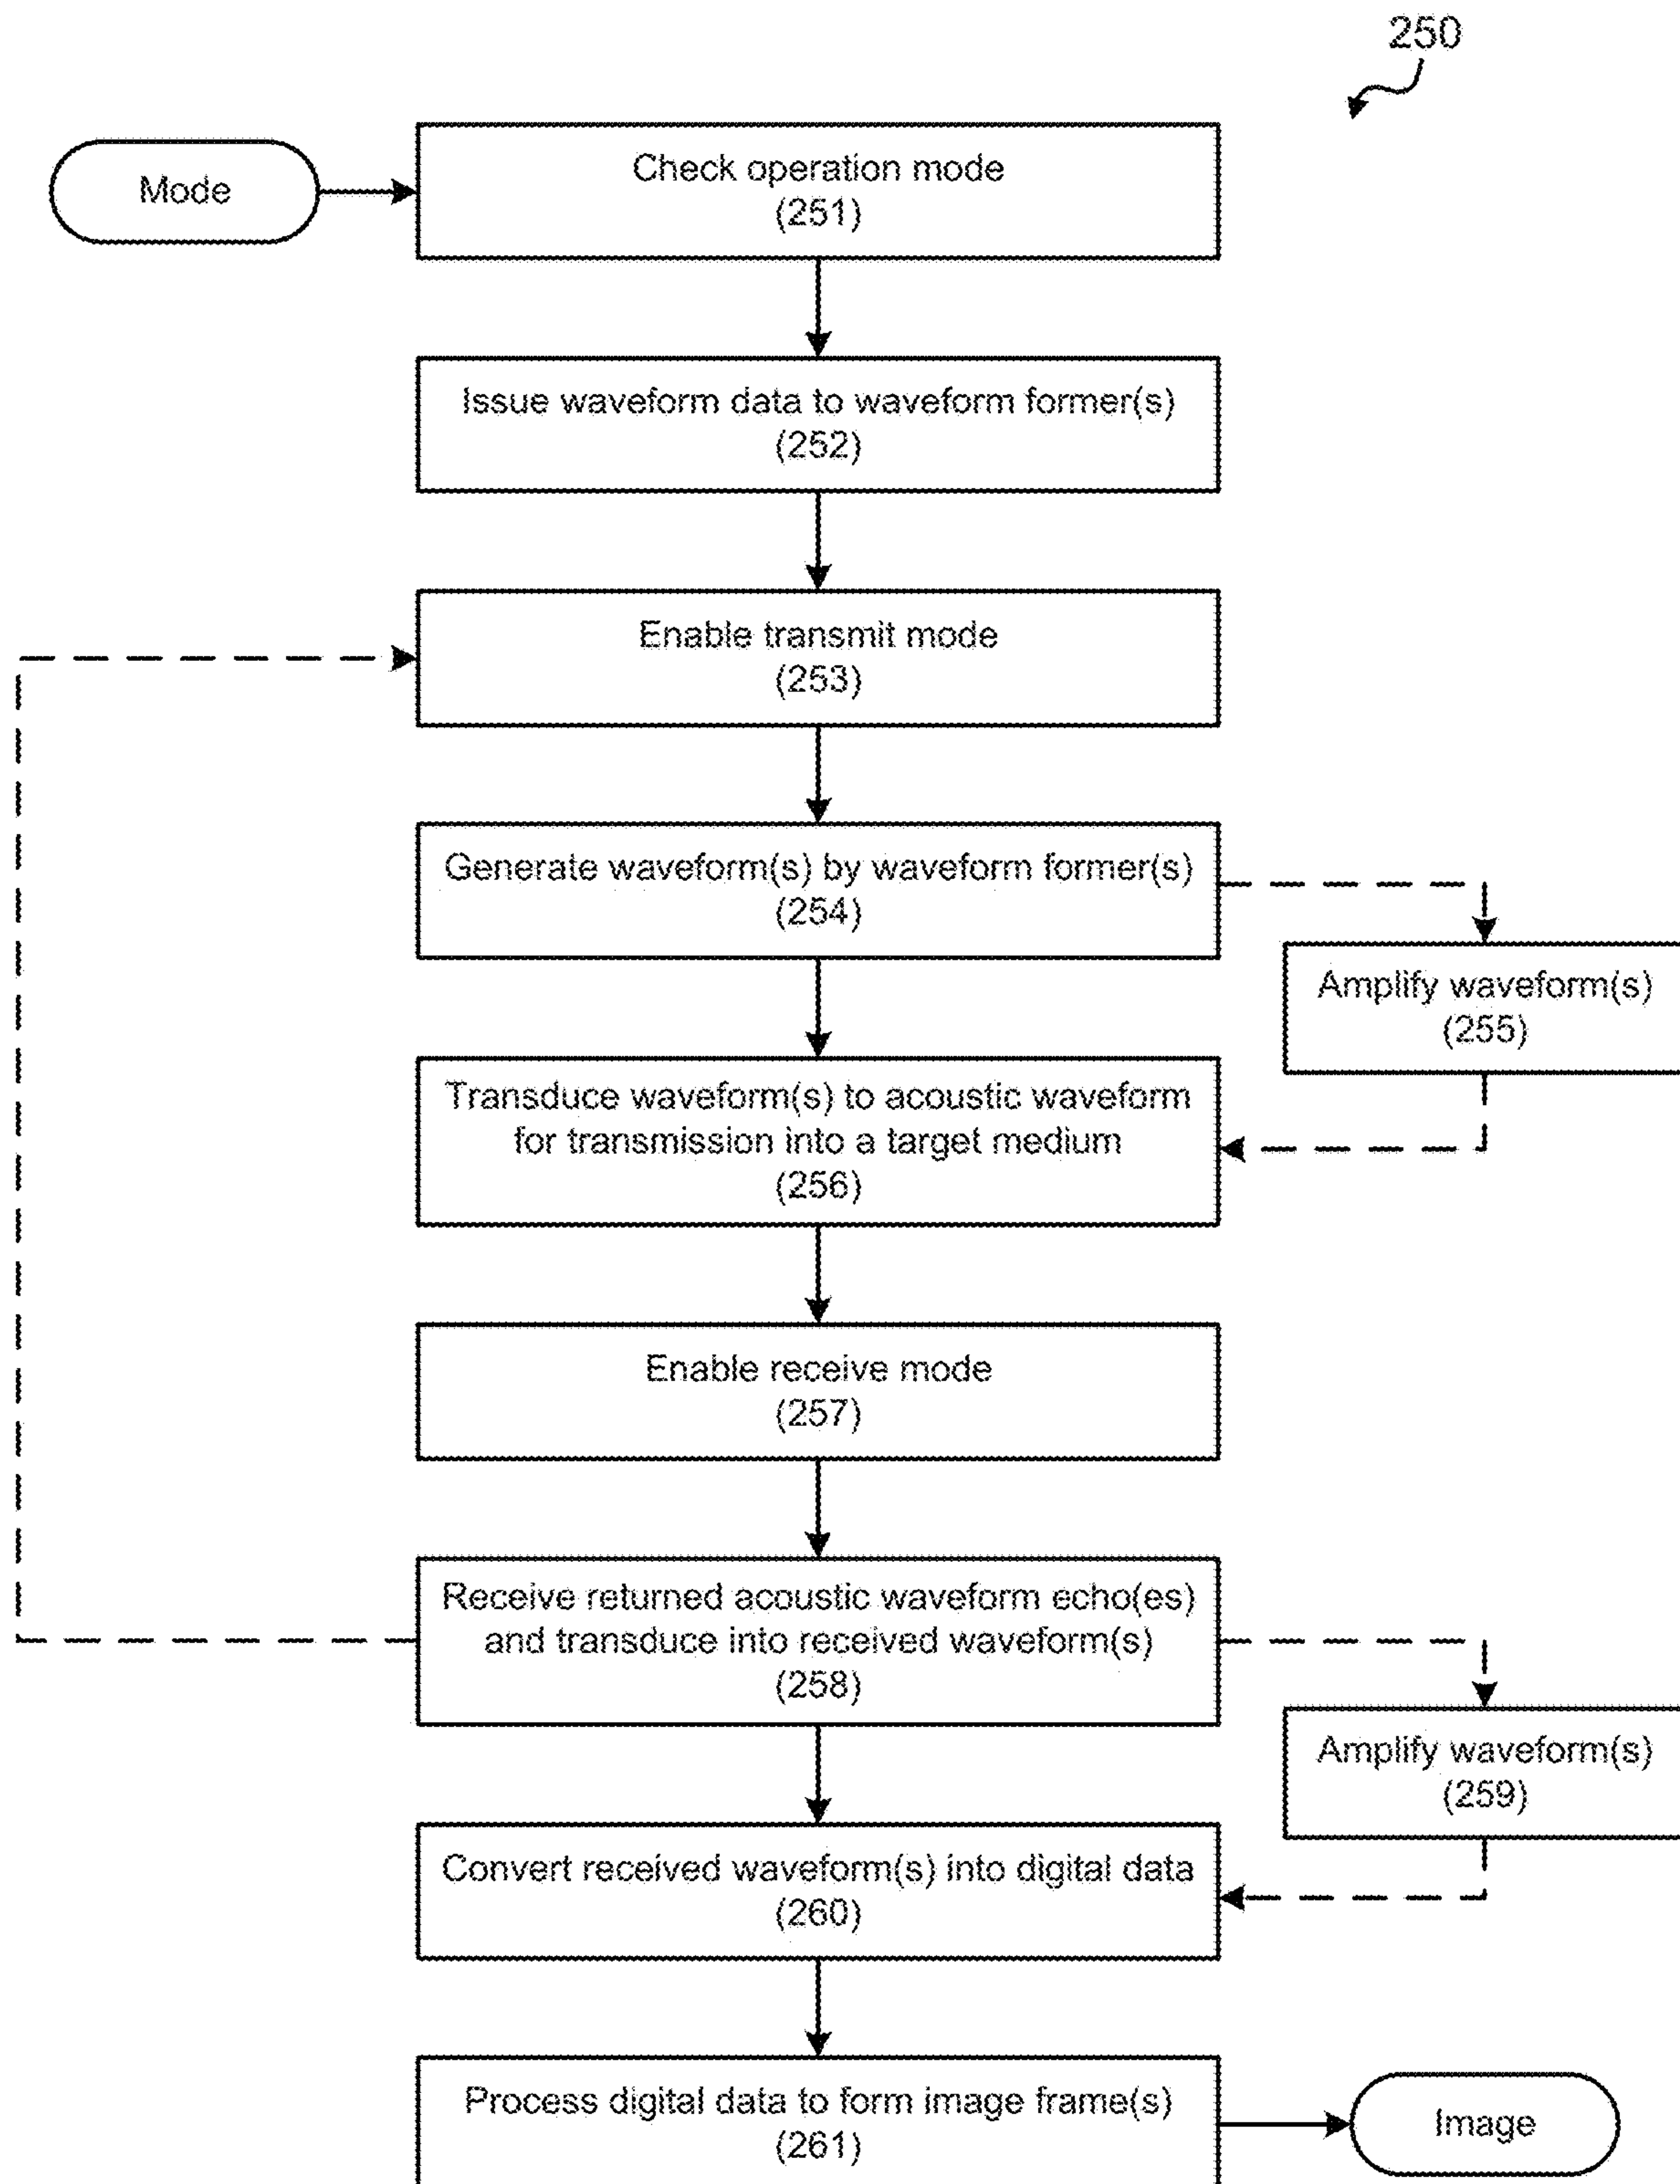 250
Mode
Check operation mode
(251)
Issue waveform data to waveform former(s)
(252)
Enable transmit mode
(253)
Generate waveform(s) by waveform former(s)
(254)
Amplify waveform(s)
(255)
Transduce waveform(s) to acoustic waveform
for transmission into a target medium
(256)
Enable receive mode
(257)
Receive returned acoustic waveform echo(es)
and transduce into received waveform(s)
(258)
Amplify waveform(s)
(259)
Convert received waveform(s) into digital data
(260)
Process digital data to form image frame(s)
(261)
Image